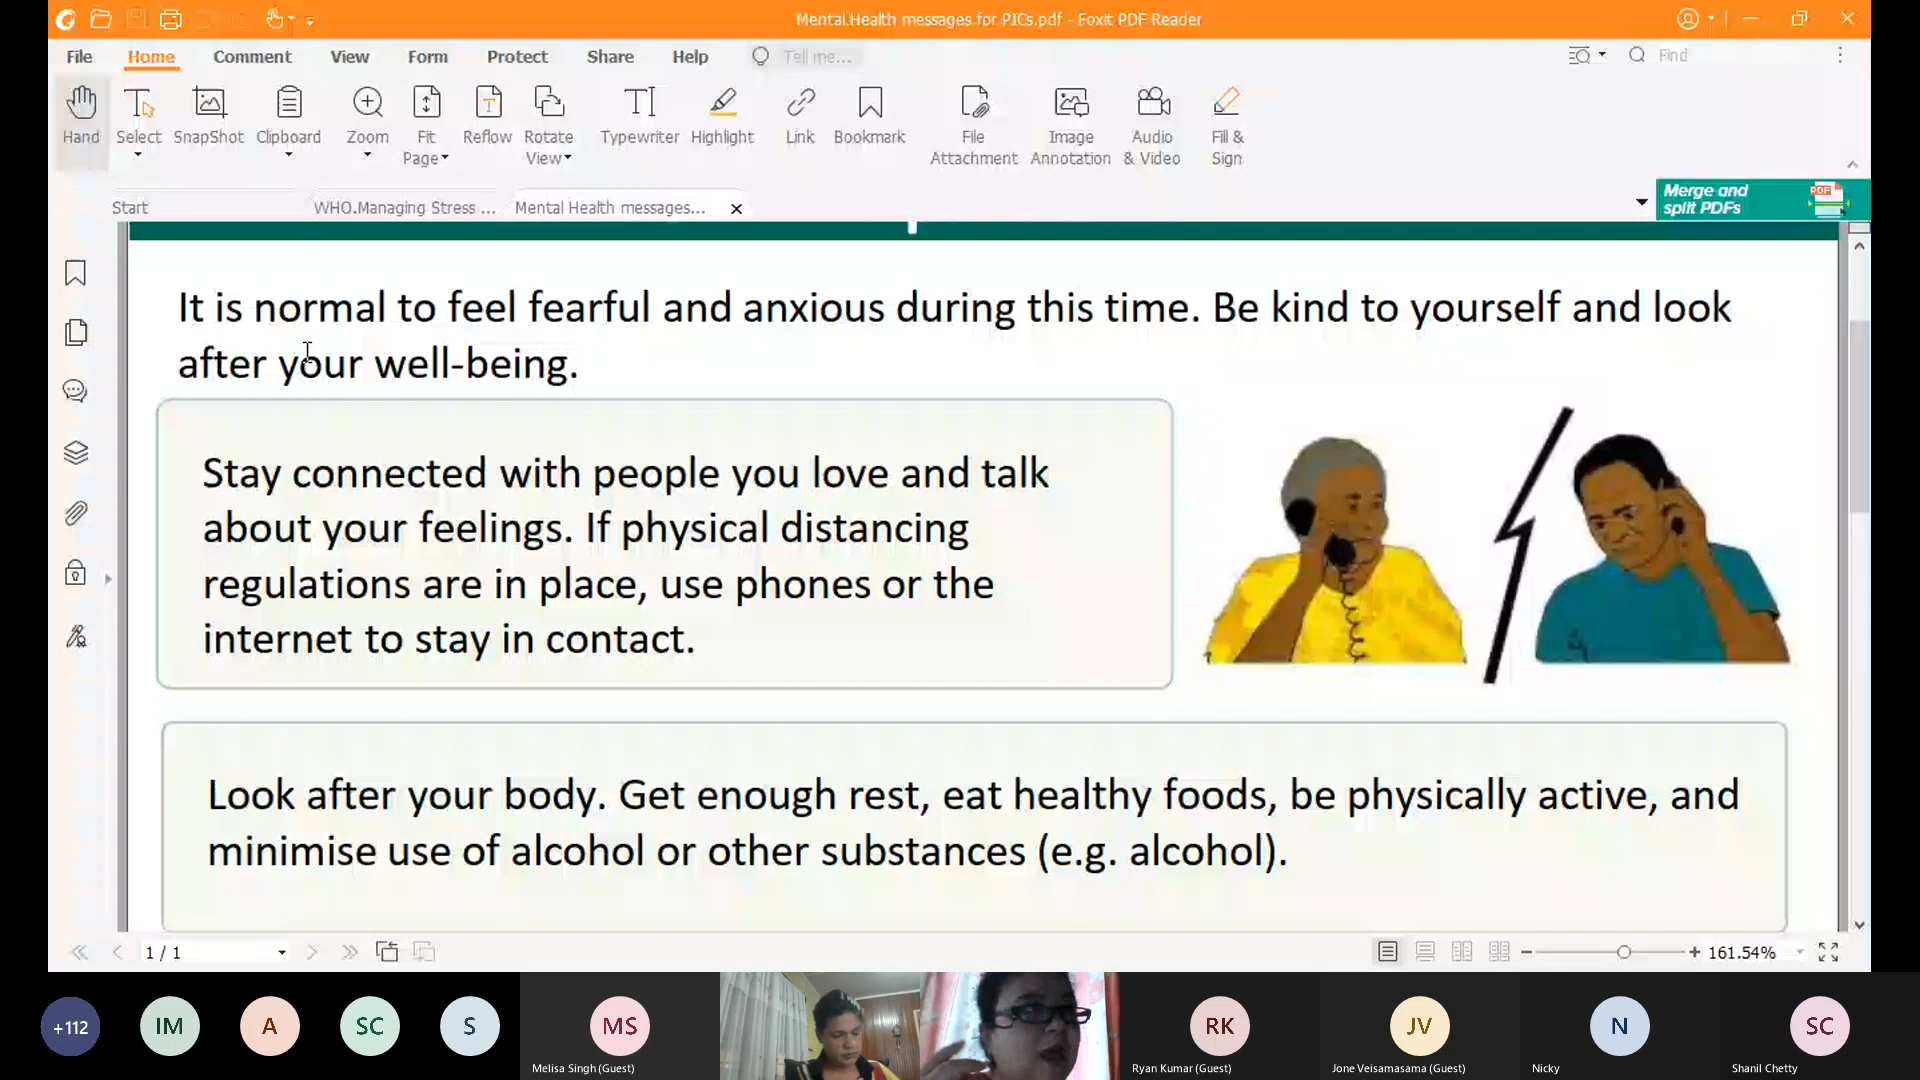 Mental.Health messages for PICs.pdf - Foxit PDF Reader
File Home Comment View Form Protect Share Help Tell me... Find
Hand Select SnapShot Clipboard Zoom Fit Page Reflow Rotate View Typewriter Highlight Link Bookmark File Attachment Image Annotation Audio & Video Fill & Sign
Start WHO.Managing Stress ... Mental Health messages...
Merge and
split PDFs
PDF
It is normal to feel fearful and anxious during this time. Be kind to yourself and look
after your well-being.
Stay connected with people you love and talk
about your feelings. If physical distancing
regulations are in place, use phones or the
internet to stay in contact.
Look after your body. Get enough rest, eat healthy foods, be physically active, and
minimise use of alcohol or other substances (e.g. alcohol).
1 / 1 161.54%
+112 IM A SC S MS RK JV N SC
Melisa Singh (Guest) Ryan Kumar (Guest) Jone Veisamasama (Guest) Nicky Shanil Chetty